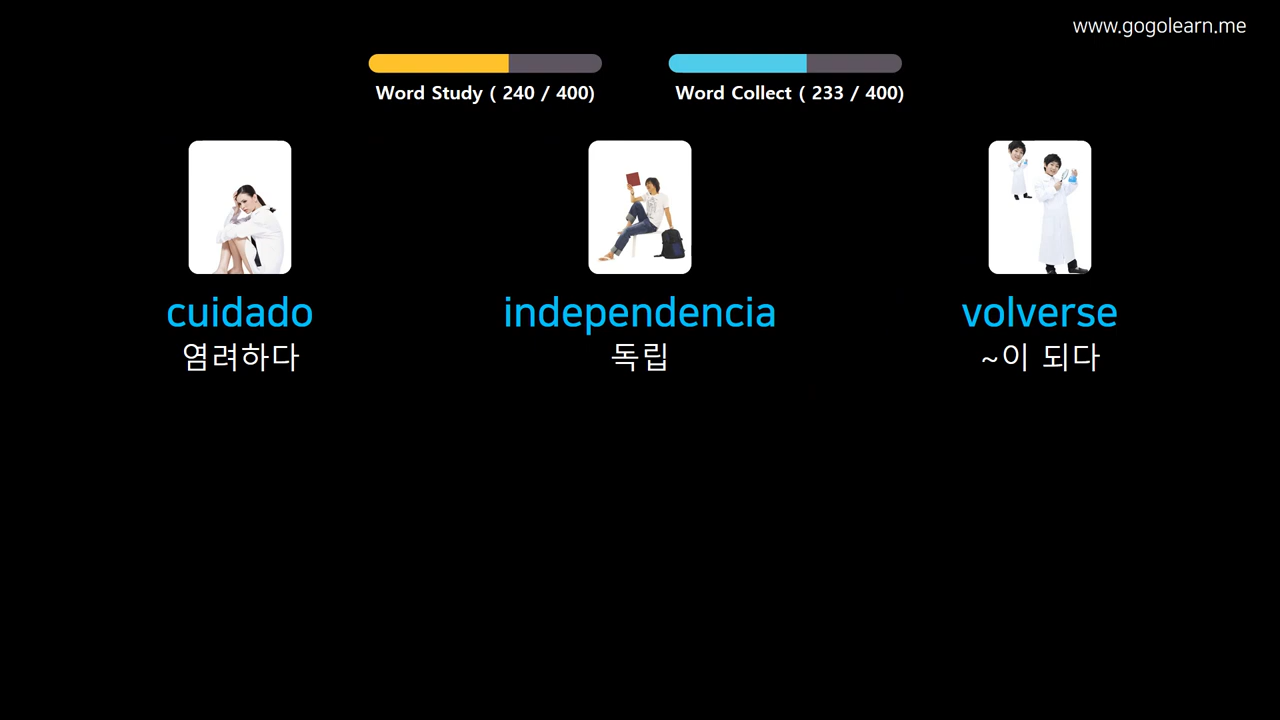 www.gogolearn.me
Word Study ( 240 / 400)
Word Collect ( 233 / 400)
cuidado
염려하다
independencia
독립
volverse
~이 되다